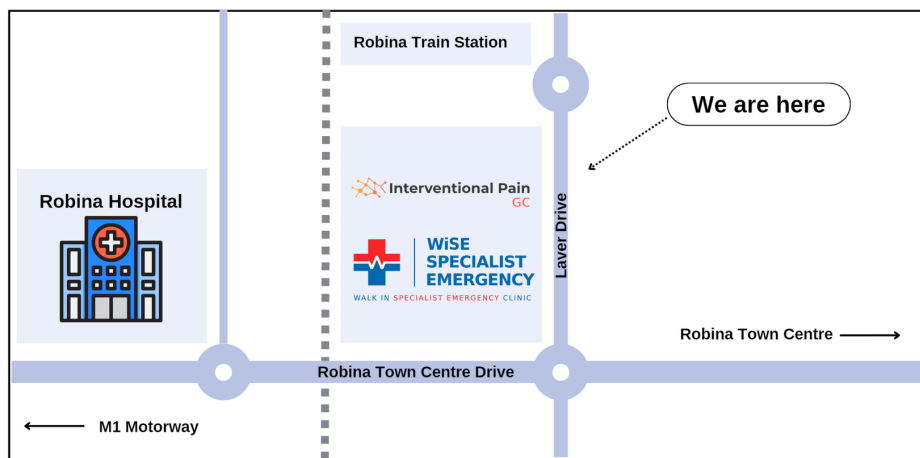 Robina Train Station
We are here
Robina Hospital
Interventional Pain
GC
WiSE
SPECIALIST
EMERGENCY
WALK IN SPECIALIST EMERGENCY CLINIC
Laver Drive
Robina Town Centre
Robina Town Centre Drive
M1 Motorway